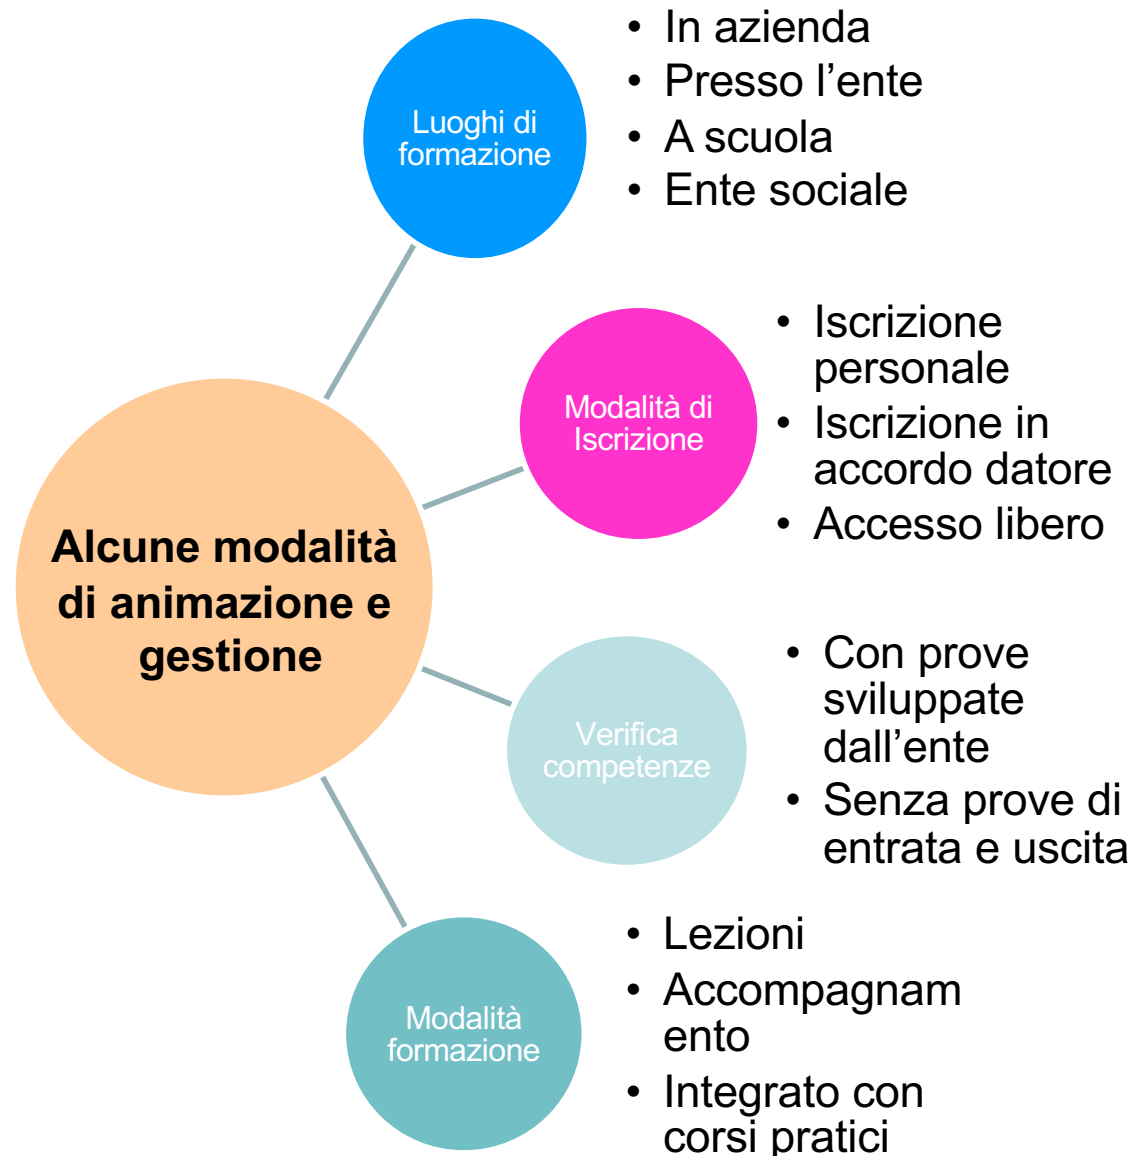 Alcune modalità
di animazione e
gestione
Luoghi di
formazione
• In azienda
• Presso l’ente
• A scuola
• Ente sociale
Modalità di
Iscrizione
• Iscrizione
personale
• Iscrizione in
accordo datore
• Accesso libero
Verifica
competenze
• Con prove
sviluppate
dall’ente
• Senza prove di
entrata e uscita
Modalità
formazione
• Lezioni
• Accompagnam
ento
• Integrato con
corsi pratici